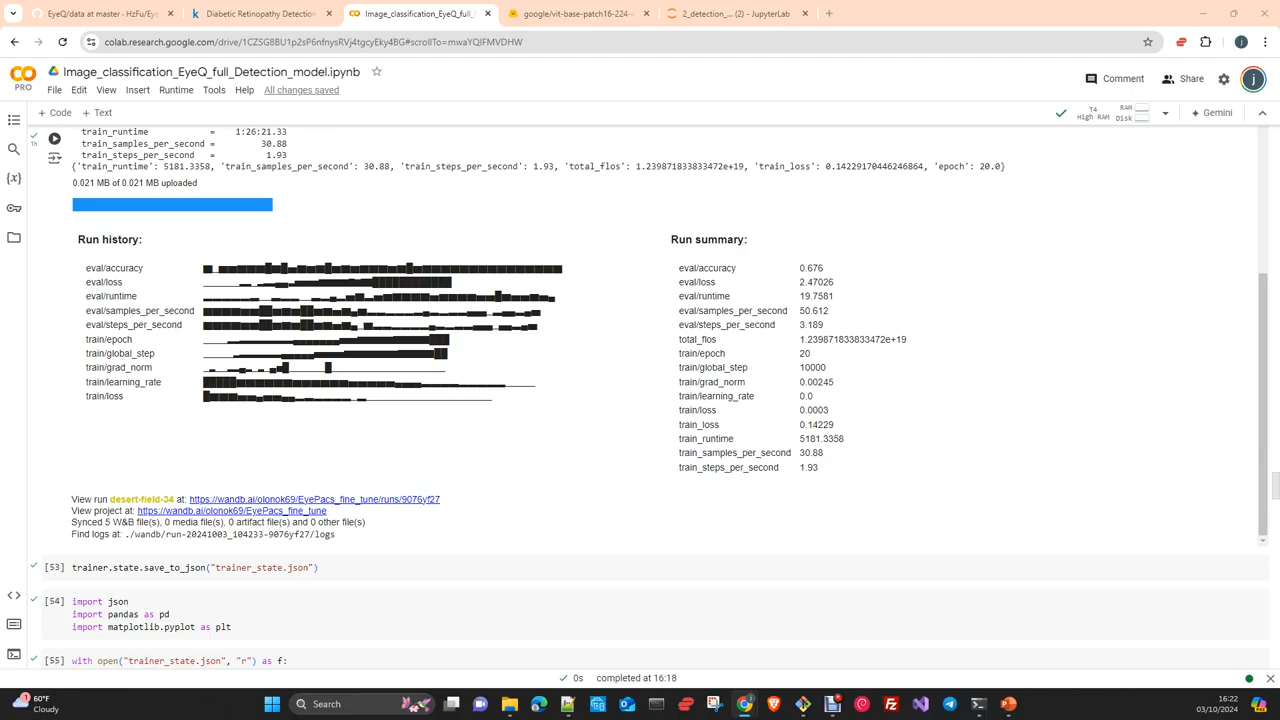 EyeQ/data at master · HzFu/Eye
Diabetic Retinopathy Detection
Image_classification_EyeQ_full_
google/vit-base-patch16-224-
2_detection_... (2) - JupyterLab
colab.research.google.com/drive/1CZSG8BU1p2sP6nfnysRVj4tgcyEky4BG#scrollTo=mwaYQlFMVDHW
j
CO
PRO
Image_classification_EyeQ_full_Detection_model.ipynb
Comment
Share
j
File Edit View Insert Runtime Tools Help All changes saved
+ Code + Text
T4
High RAM
RAM
Disk
Gemini
1h
train_runtime = 1:26:21.33
train_samples_per_second = 30.88
train_steps_per_second = 1.93
{'train_runtime': 5181.3358, 'train_samples_per_second': 30.88, 'train_steps_per_second': 1.93, 'total_flos': 1.239871833833472e+19, 'train_loss': 0.14229170446246864, 'epoch': 20.0}
0.021 MB of 0.021 MB uploaded
Run history:
eval/accuracy
eval/loss
eval/runtime
eval/samples_per_second
eval/steps_per_second
train/epoch
train/global_step
train/grad_norm
train/learning_rate
train/loss
Run summary:
eval/accuracy 0.676
eval/loss 2.47026
eval/runtime 19.7581
eval/samples_per_second 50.612
eval/steps_per_second 3.189
total_flos 1.239871833833472e+19
train/epoch 20
train/global_step 10000
train/grad_norm 0.00245
train/learning_rate 0.0
train/loss 0.0003
train_loss 0.14229
train_runtime 5181.3358
train_samples_per_second 30.88
train_steps_per_second 1.93
View run desert-field-34 at: https://wandb.ai/olonok69/EyePacs_fine_tune/runs/9076yf27
View project at: https://wandb.ai/olonok69/EyePacs_fine_tune
Synced 5 W&B file(s), 0 media file(s), 0 artifact file(s) and 0 other file(s)
Find logs at: ./wandb/run-20241003_104233-9076yf27/logs
[53] trainer.state.save_to_json("trainer_state.json")
[54] import json
import pandas as pd
import matplotlib.pyplot as plt
[55] with open("trainer_state.json", "r") as f:
0s completed at 16:18
1
60°F
Cloudy
Search
16:22
03/10/2024